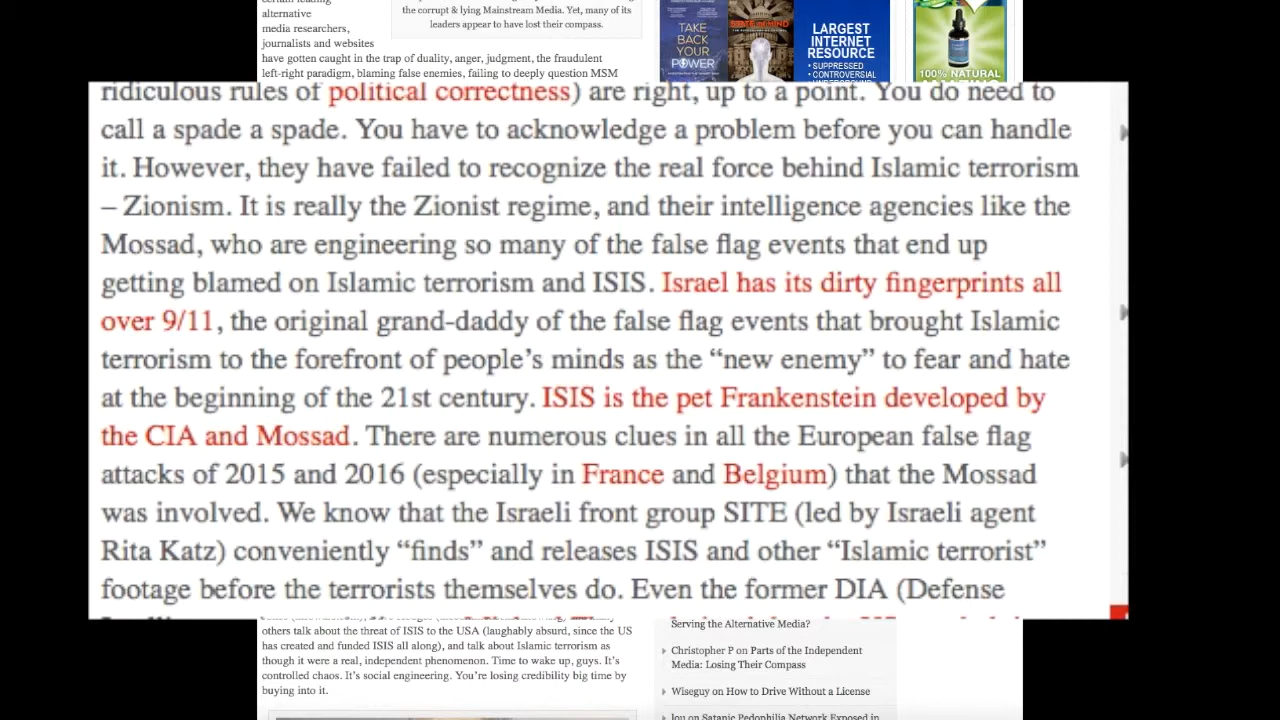 certain leading
alternative
media researchers,
journalists and websites
have gotten caught in the trap of duality, anger, judgment, the fraudulent
left-right paradigm, blaming false enemies, failing to deeply question MSM
the corrupt & lying Mainstream Media. Yet, many of its
leaders appear to have lost their compass.
TAKE
BACK
YOUR
POWER
STATE OF MIND
LARGEST
INTERNET
RESOURCE
• SUPPRESSED
• CONTROVERSIAL
100% NATURAL
ridiculous rules of political correctness) are right, up to a point. You do need to
call a spade a spade. You have to acknowledge a problem before you can handle
it. However, they have failed to recognize the real force behind Islamic terrorism
– Zionism. It is really the Zionist regime, and their intelligence agencies like the
Mossad, who are engineering so many of the false flag events that end up
getting blamed on Islamic terrorism and ISIS. Israel has its dirty fingerprints all
over 9/11, the original grand-daddy of the false flag events that brought Islamic
terrorism to the forefront of people's minds as the “new enemy” to fear and hate
at the beginning of the 21st century. ISIS is the pet Frankenstein developed by
the CIA and Mossad. There are numerous clues in all the European false flag
attacks of 2015 and 2016 (especially in France and Belgium) that the Mossad
was involved. We know that the Israeli front group SITE (led by Israeli agent
Rita Katz) conveniently “finds” and releases ISIS and other “Islamic terrorist”
footage before the terrorists themselves do. Even the former DIA (Defense
others talk about the threat of ISIS to the USA (laughably absurd, since the US
has created and funded ISIS all along), and talk about Islamic terrorism as
though it were a real, independent phenomenon. Time to wake up, guys. It's
controlled chaos. It's social engineering. You're losing credibility big time by
buying into it.
Serving the Alternative Media?
Christopher P on Parts of the Independent
Media: Losing Their Compass
Wiseguy on How to Drive Without a License
lou on Satanic Pedophilia Network Exposed in